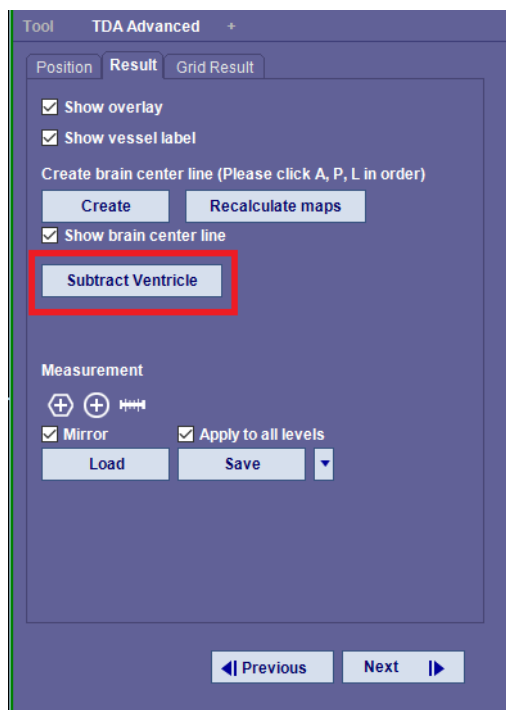 Tool TDA Advanced +
Position Result Grid Result
Show overlay
Show vessel label
Create brain center line (Please click A, P, L in order)
Create Recalculate maps
Show brain center line
Subtract Ventricle
Measurement
Mirror Apply to all levels
Load Save
Previous Next